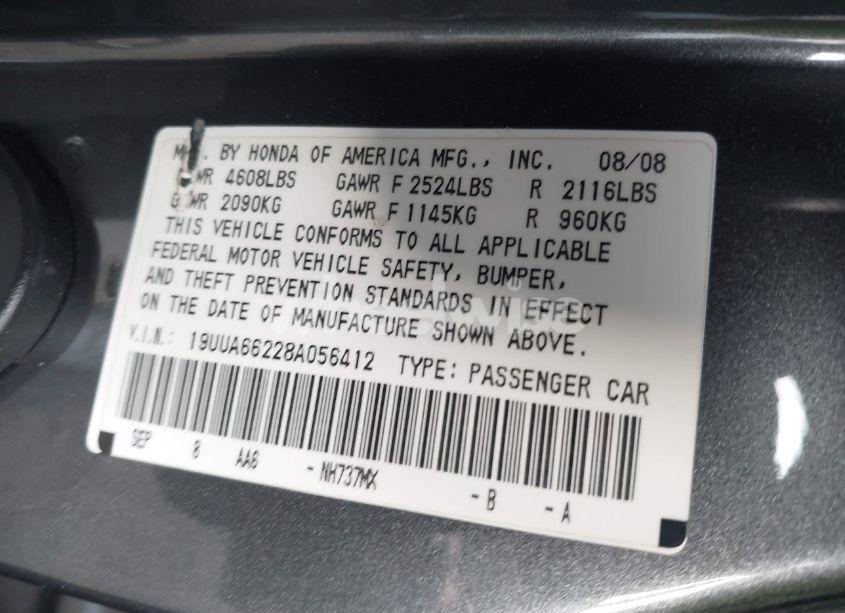 BY HONDA OF AMERICA MFG., INC. 08/08
4608LBS GAWR F 2524LBS R 2116LBS
2090KG GAWR F 1145KG R 960KG
THIS VEHICLE CONFORMS TO ALL APPLICABLE
FEDERAL MOTOR VEHICLE SAFETY, BUMPER,
AND THEFT PREVENTION STANDARDS IN EFFECT
ON THE DATE OF MANUFACTURE SHOWN ABOVE.
V.I.N.: 19UUA66228A056412 TYPE: PASSENGER CAR
SEP 0 AA6 -NH737MX -B -A